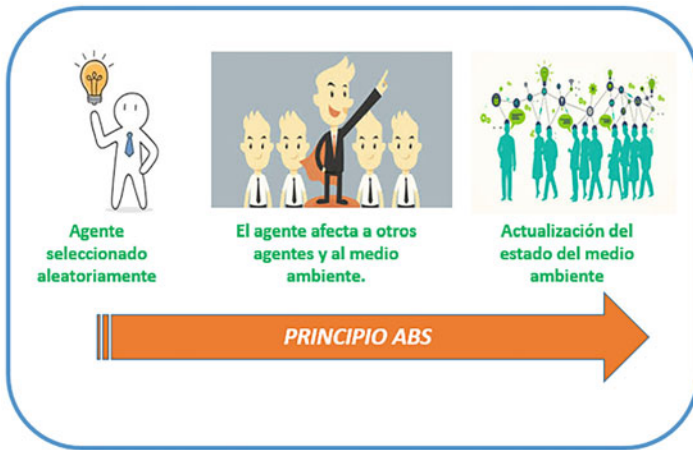 Agente
seleccionado
aleatoriamente
El agente afecta a otros
agentes y al medio
ambiente.
Actualización del
estado del medio
ambiente
PRINCIPIO ABS